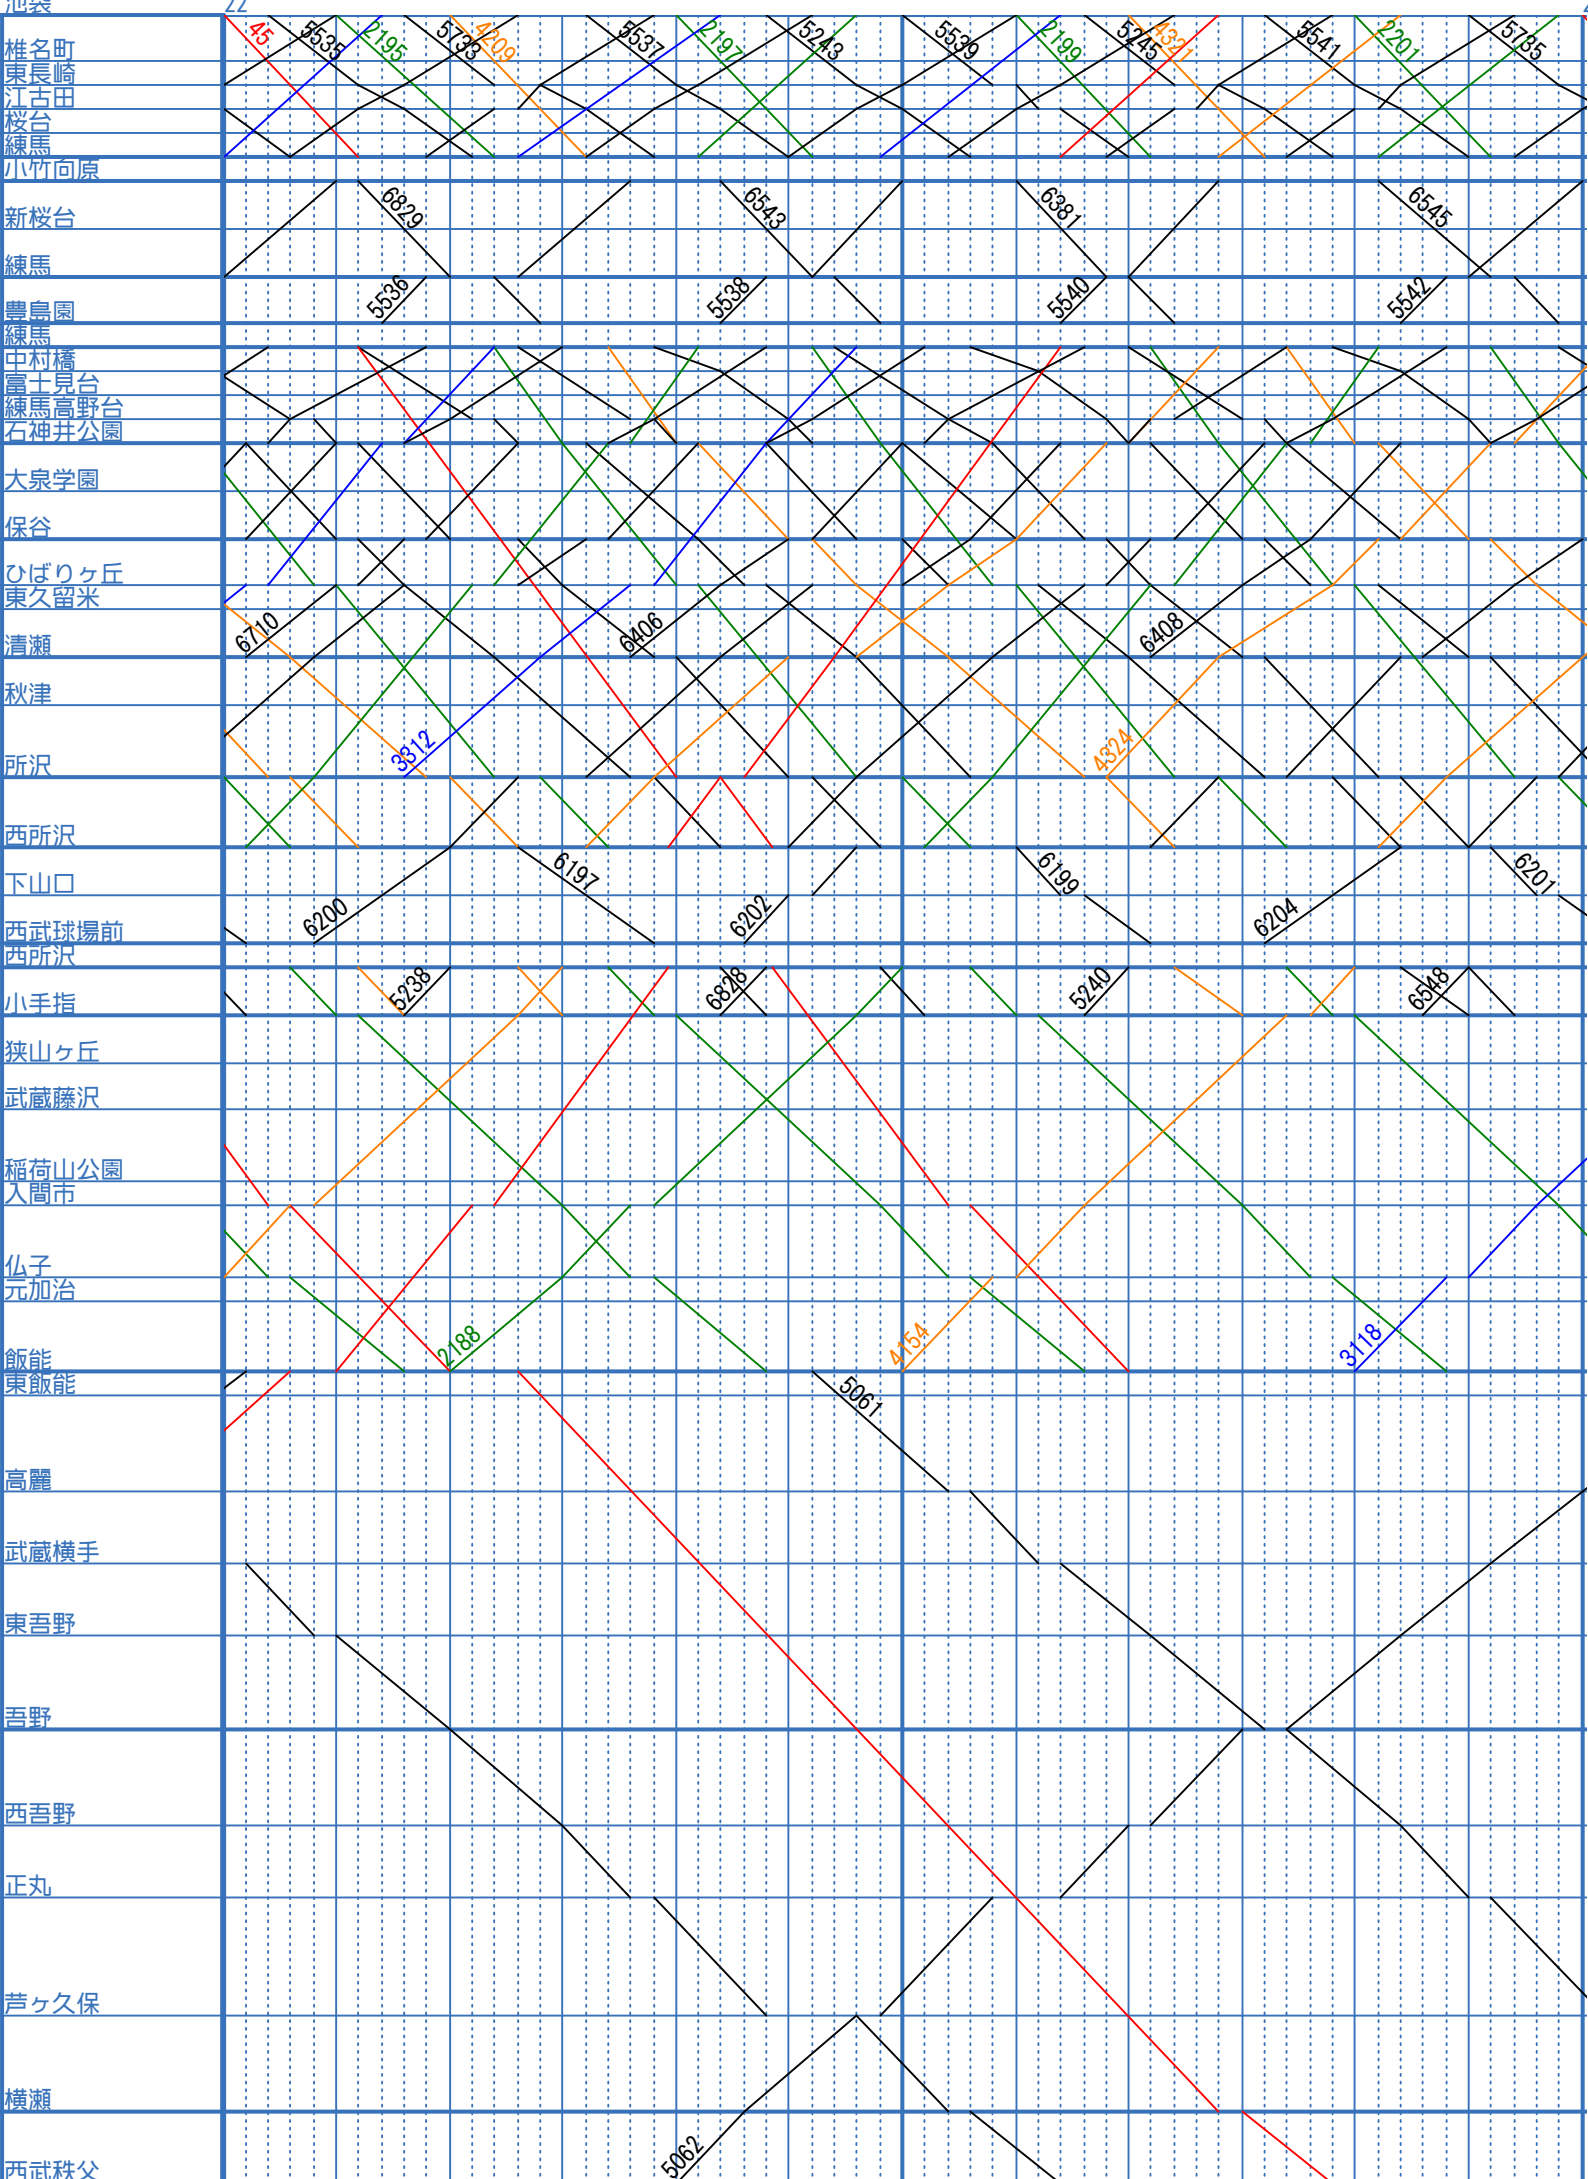 池袋 22
45 5535 2195 5733 4209 5537 2197 5243 5539 2199 5245 4321 5541 2201 5735
椎名町
東長崎
江古田
桜台
練馬
小竹向原
6829 6543 6381 6545
新桜台
練馬
5536 5538 5540 5542
豊島園
練馬
中村橋
富士見台
練馬高野台
石神井公園
大泉学園
保谷
ひばりヶ丘
東久留米
6710 6406 6408
清瀬
秋津
3312 4324
所沢
西所沢
6197 6199 6201
下山口
6200 6202 6204
西武球場前
西所沢
5238 6828 5240 6548
小手指
狭山ヶ丘
武蔵藤沢
稲荷山公園
入間市
仏子
元加治
2188 4154 3118
飯能
東飯能
5061
高麗
武蔵横手
東吾野
吾野
西吾野
正丸
芦ヶ久保
横瀬
5062
西武秩父